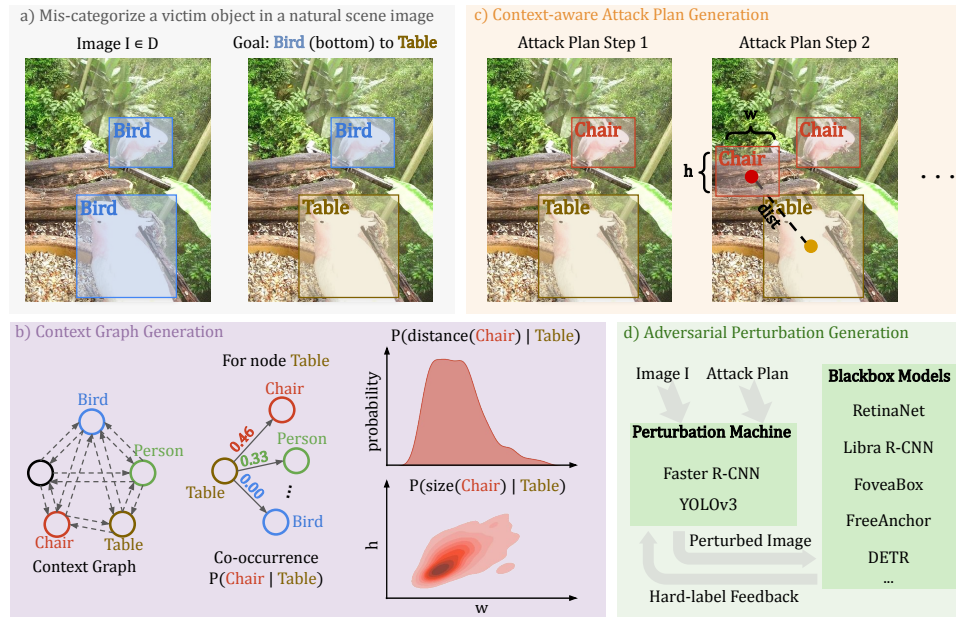 a) Mis-categorize a victim object in a natural scene image
Image I ∈ D
Goal: Bird (bottom) to Table
Bird
Bird
Bird
Table
c) Context-aware Attack Plan Generation
Attack Plan Step 1
Attack Plan Step 2
Chair
Table
w
Chair
Chair
h
dist
Table
...
b) Context Graph Generation
Bird
Person
Chair
Table
Context Graph
For node Table
Chair
0.46
Person
0.33
Table
0.00
...
Bird
Co-occurrence
P(Chair | Table)
P(distance(Chair) | Table)
probability
P(size(Chair) | Table)
h
w
d) Adversarial Perturbation Generation
Image I
Attack Plan
Perturbation Machine
Faster R-CNN
YOLOv3
Perturbed Image
Hard-label Feedback
Blackbox Models
RetinaNet
Libra R-CNN
FoveaBox
FreeAnchor
DETR
...